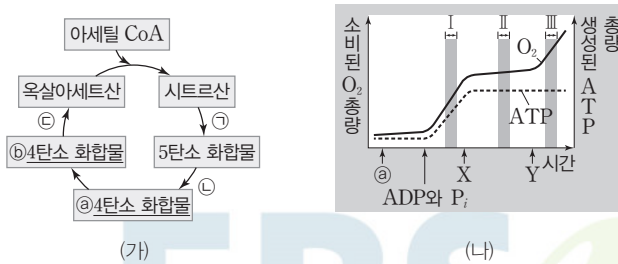 아세틸 CoA
옥살아세트산
시트르산
㉢
㉠
ⓑ4탄소 화합물
5탄소 화합물
㉡
ⓐ4탄소 화합물
(가)
소비된 O₂ 총량
Ⅰ
Ⅱ
Ⅲ
O₂
ATP
생성된 ATP 총량
ⓐ
X
Y
시간
ADP와 Pᵢ
(나)
EBS